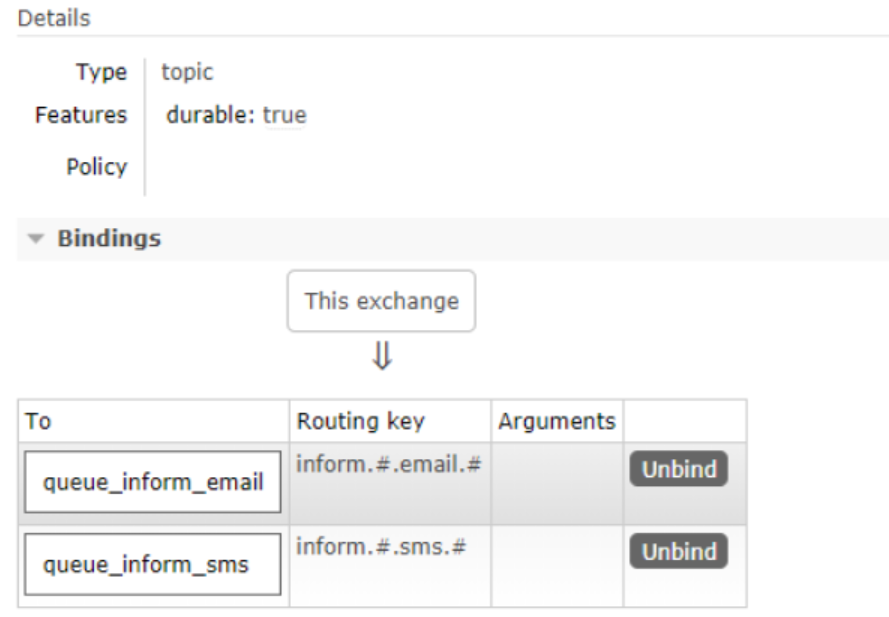 Details
Type topic
Features durable: true
Policy
Bindings
This exchange
To Routing key Arguments
queue_inform_email inform.#.email.# Unbind
queue_inform_sms inform.#.sms.# Unbind